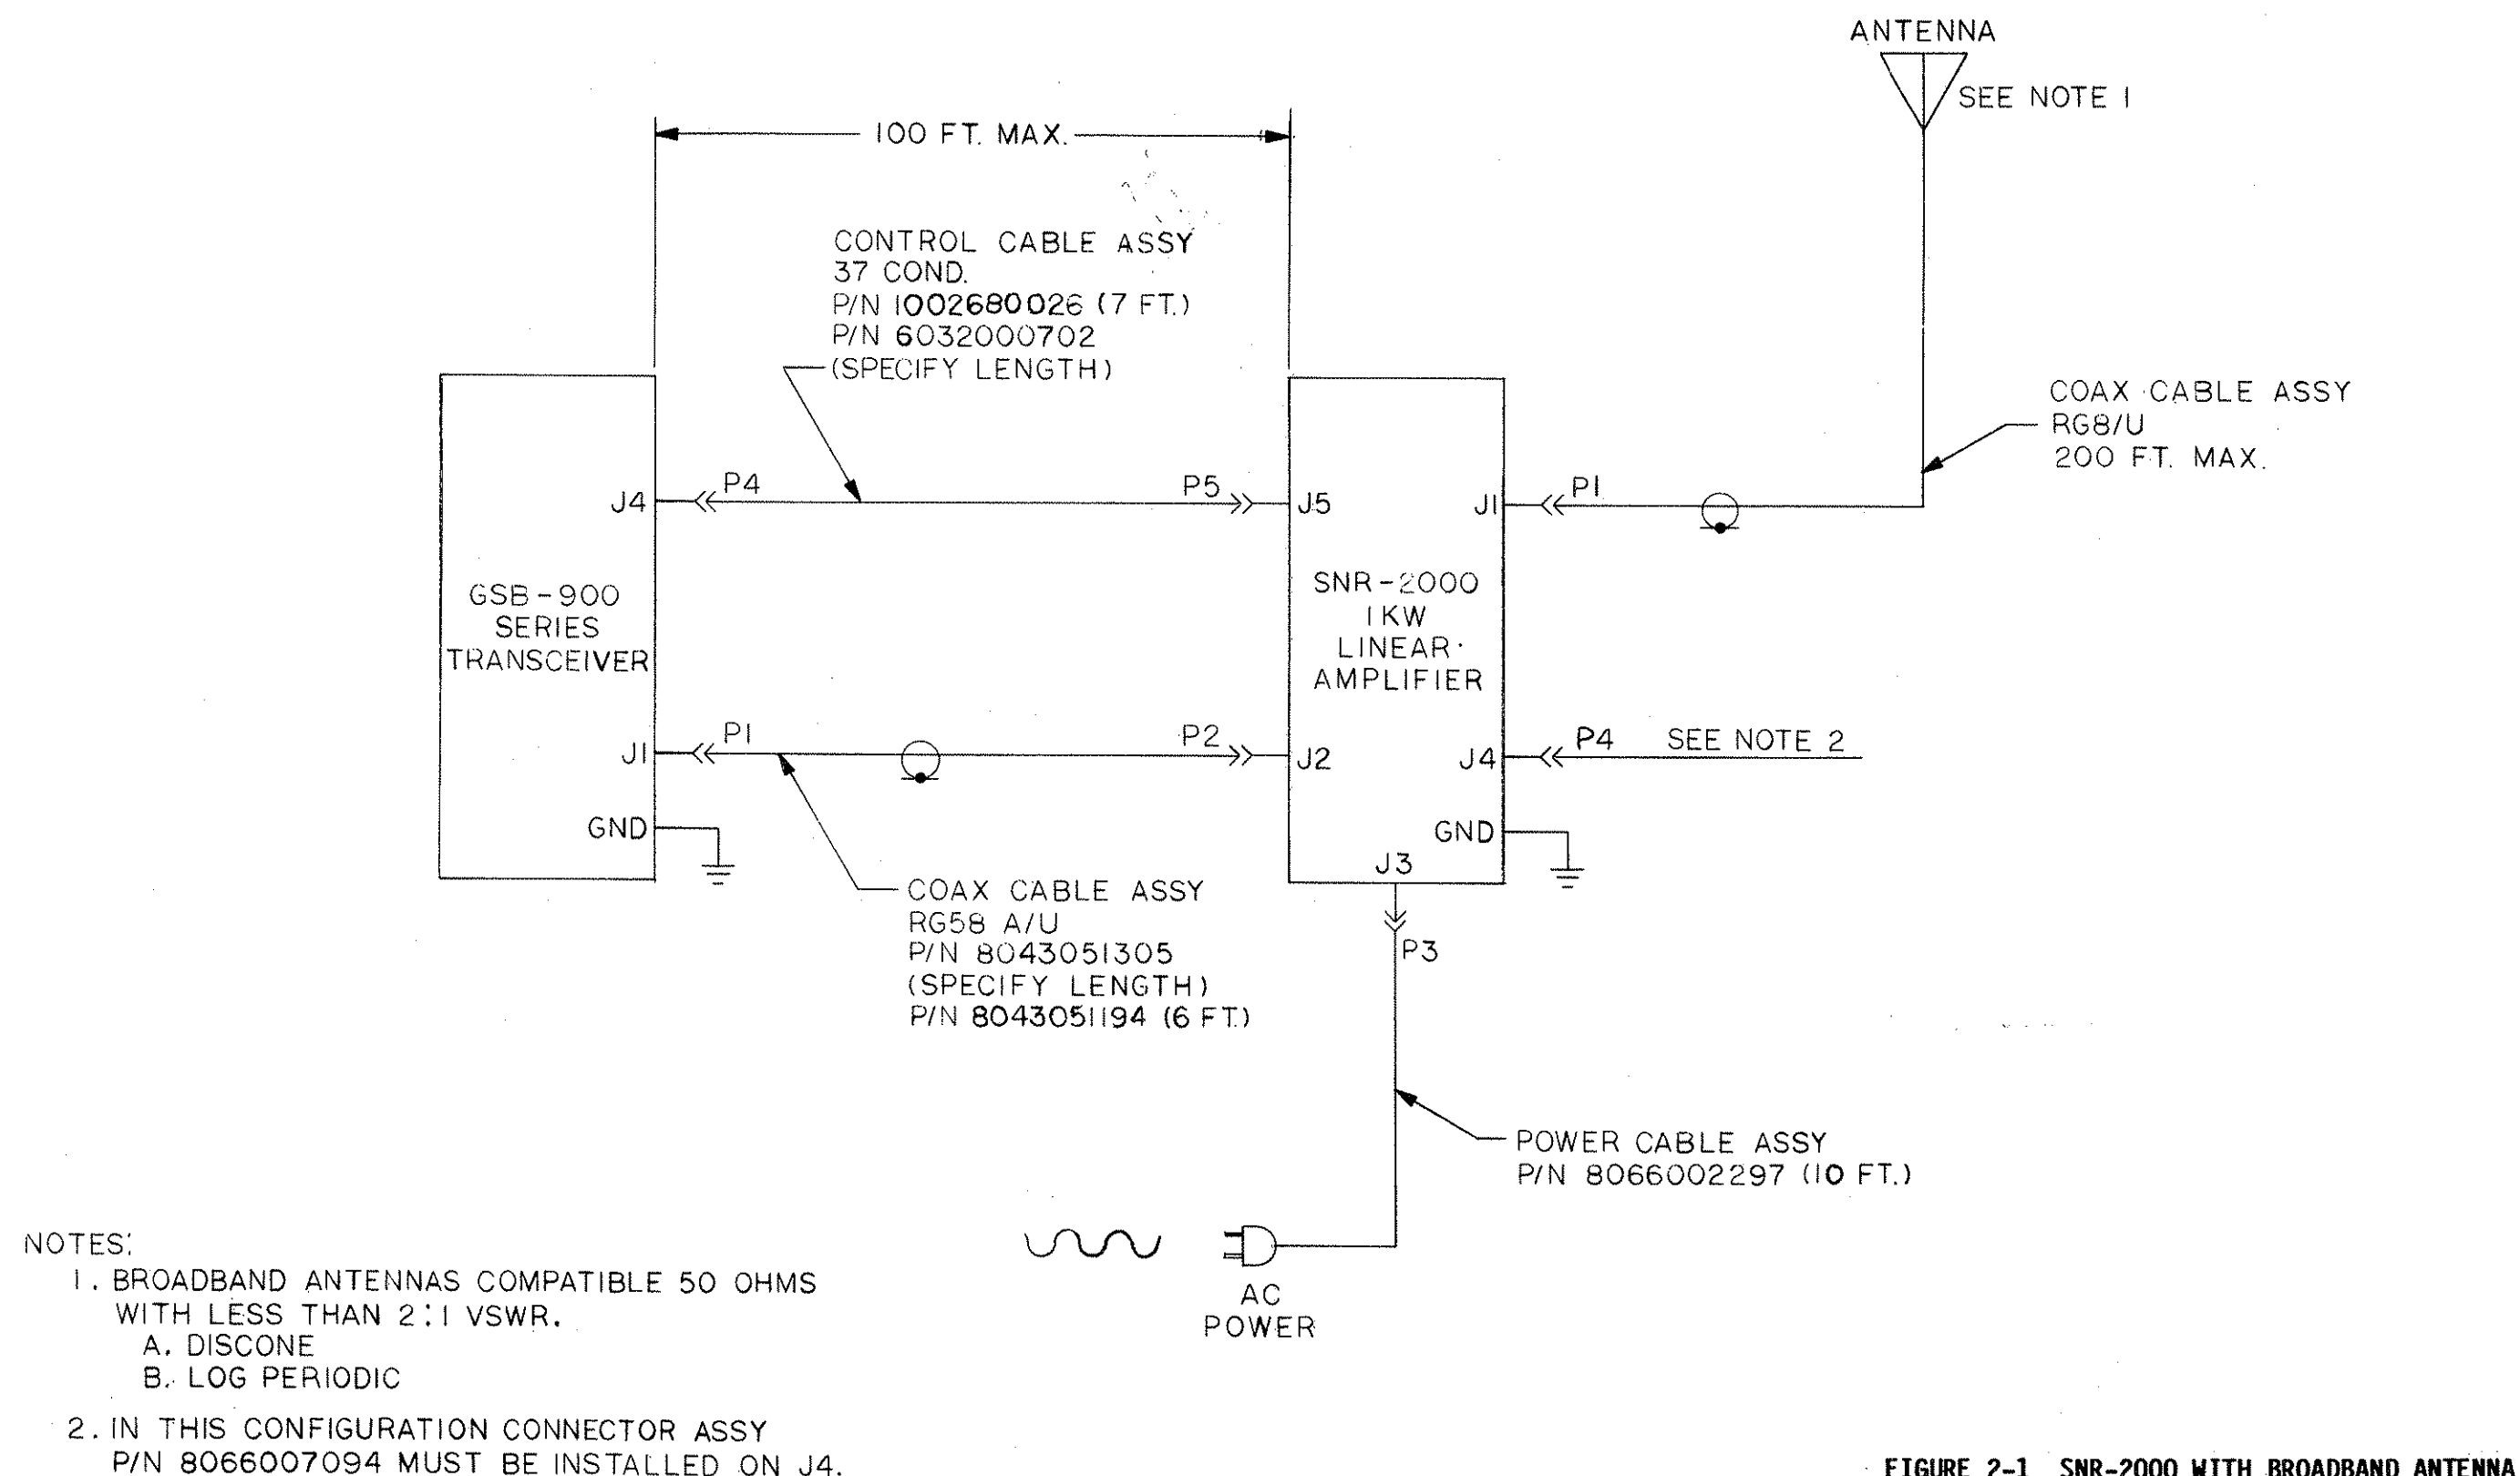 ANTENNA
SEE NOTE 1
100 FT. MAX.
CONTROL CABLE ASSY
37 COND.
P/N 1002680026 (7 FT.)
P/N 6032000702
(SPECIFY LENGTH)
COAX CABLE ASSY
RG8/U
200 FT. MAX.
J4
P4
P5
J5
J1
P1
GSB-900
SERIES
TRANSCEIVER
SNR-2000
1KW
LINEAR
AMPLIFIER
J1
P1
P2
J2
J4
P4
SEE NOTE 2
GND
GND
J3
P3
COAX CABLE ASSY
RG58 A/U
P/N 8043051305
(SPECIFY LENGTH)
P/N 8043051194 (6 FT.)
POWER CABLE ASSY
P/N 8066002297 (10 FT.)
AC
POWER
NOTES:
1. BROADBAND ANTENNAS COMPATIBLE 50 OHMS
WITH LESS THAN 2:1 VSWR.
A. DISCONE
B. LOG PERIODIC
2. IN THIS CONFIGURATION CONNECTOR ASSY
P/N 8066007094 MUST BE INSTALLED ON J4.
FIGURE 2-1 SNR-2000 WITH BROADBAND ANTENNA